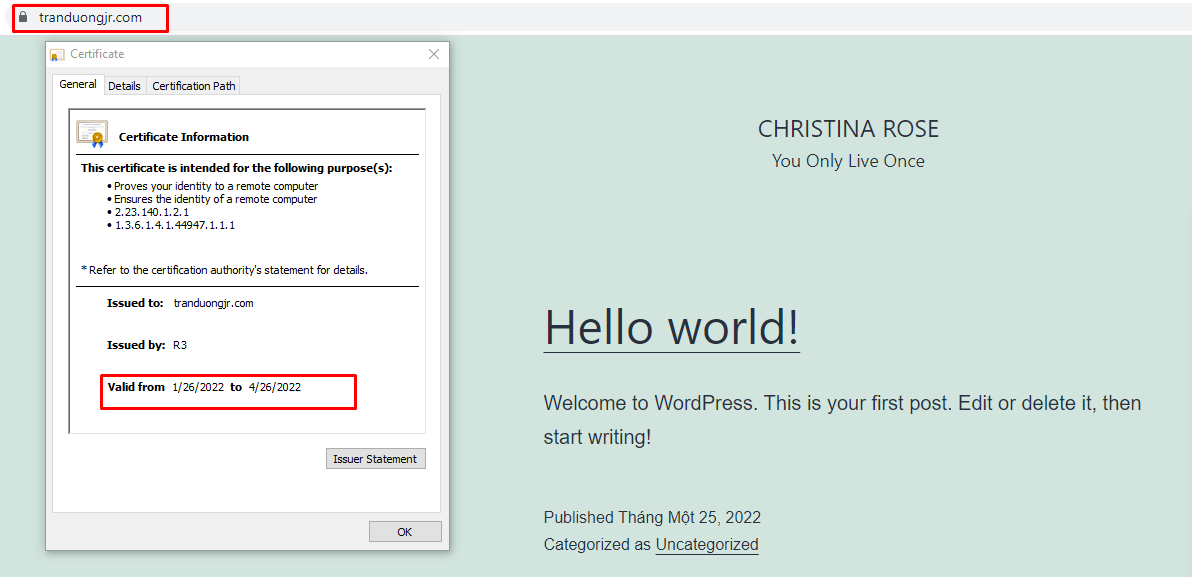 tranduongjr.com
Certificate
General
Details
Certification Path
Certificate Information
This certificate is intended for the following purpose(s):
• Proves your identity to a remote computer
• Ensures the identity of a remote computer
• 2.23.140.1.2.1
• 1.3.6.1.4.1.44947.1.1.1
* Refer to the certification authority's statement for details.
Issued to: tranduongjr.com
Issued by: R3
Valid from 1/26/2022 to 4/26/2022
Issuer Statement
OK
CHRISTINA ROSE
You Only Live Once
Hello world!
Welcome to WordPress. This is your first post. Edit or delete it, then
start writing!
Published Tháng Một 25, 2022
Categorized as Uncategorized